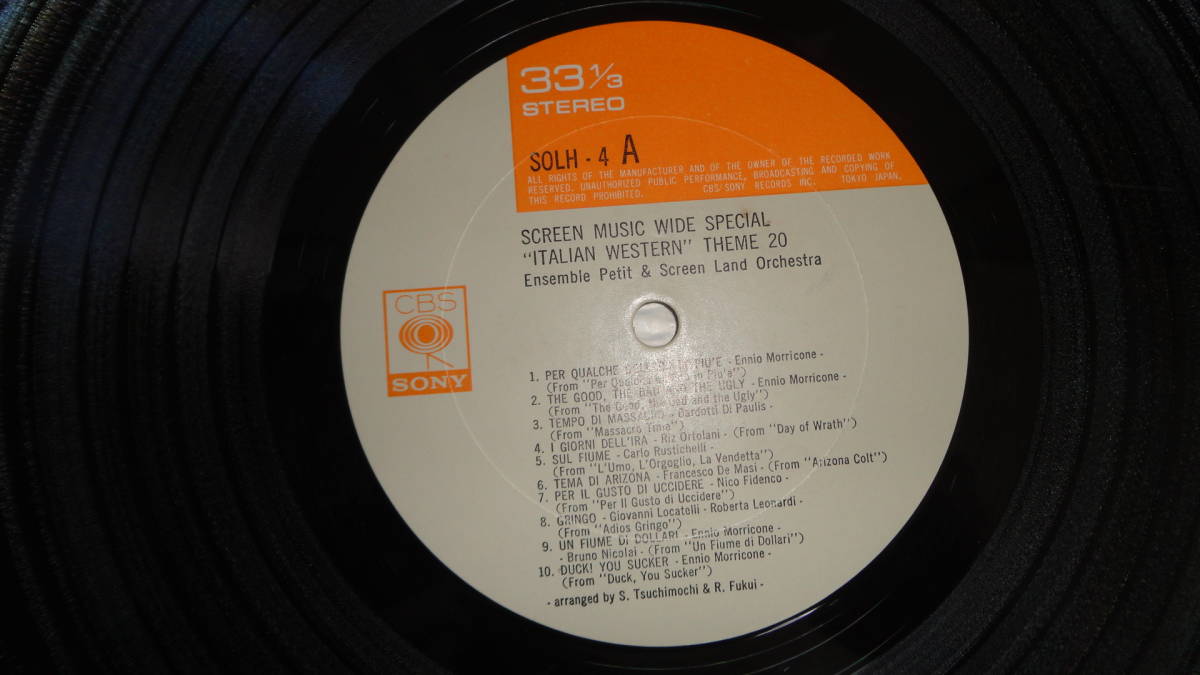 33 1/3
STEREO
SOLH - 4 A
ALL RIGHTS OF THE MANUFACTURER AND OF THE OWNER OF THE RECORDED WORK
RESERVED. UNAUTHORIZED PUBLIC PERFORMANCE, BROADCASTING AND COPYING OF
THIS RECORD PROHIBITED. CBS/SONY RECORDS INC. TOKYO JAPAN.
SCREEN MUSIC WIDE SPECIAL
"ITALIAN WESTERN" THEME 20
Ensemble Petit & Screen Land Orchestra
CBS
SONY
1. PER QUALCHE PIU'E - Ennio Morricone -
(From "Per Qualche Piu'e")
2. THE GOOD, THE BAD AND THE UGLY - Ennio Morricone -
(From "The Good, the Bad and the Ugly")
3. TEMPO DI MASSACRO - Bardotti Di Paulis -
(From "Massacro Time")
4. I GIORNI DELL'IRA - Riz Ortolani - (From "Day of Wrath")
5. SUL FIUME - Carlo Rustichelli -
(From "L'Umo, L'Orgoglio, La Vendetta")
6. TEMA DI ARIZONA - Francesco De Masi - (From "Arizona Colt")
7. PER IL GUSTO DI UCCIDERE - Nico Fidenco -
(From "Per Il Gusto di Uccidere")
8. GRINGO - Giovanni Locatelli - Roberta Leonardi -
(From "Adios Gringo")
9. UN FIUME DI DOLLARI - Ennio Morricone -
- Bruno Nicolai - (From "Un Fiume di Dollari")
10. DUCK! YOU SUCKER - Ennio Morricone -
(From "Duck, You Sucker")
- arranged by S. Tsuchimochi & R. Fukui -